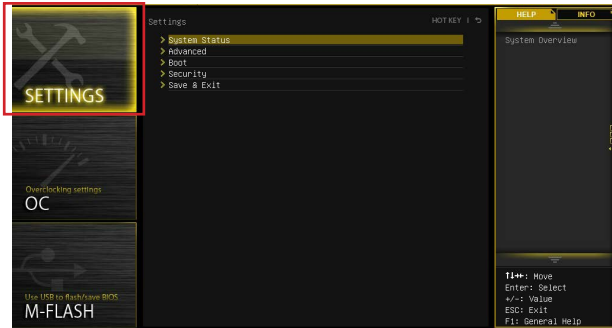 SETTINGS
Overclocking settings
OC
Use USB to flash/save BIOS
M-FLASH
Settings
HOT KEY |
> System Status
> Advanced
> Boot
> Security
> Save & Exit
HELP
INFO
System Overview
↑↓→←: Move
Enter: Select
+/-: Value
ESC: Exit
F1: General Help